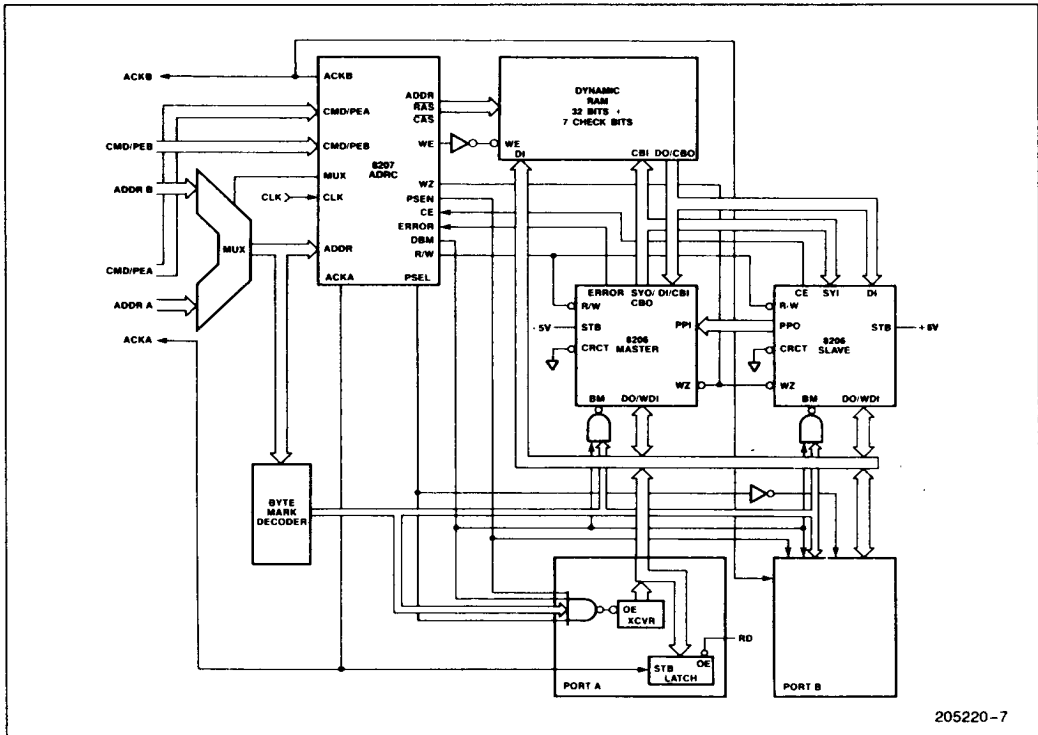 ACKB
CMD/PEB
ADDR B
CMD/PEA
ADDR A
ACKA
MUX
CLK
ACKB
CMD/PEA
CMD/PEB
MUX
CLK
ADDR
ACKA
8207
ADRC
ADDR
RAS
CAS
WE
WZ
PSEN
CE
ERROR
DBM
R/W
PSEL
DYNAMIC
RAM
32 BITS +
7 CHECK BITS
WE
DI
CBI
DO/CBO
ERROR
SYO/
CBO
DI/CBI
R/W
STB
CRCT
PPI
8206
MASTER
WZ
BM
DO/WDI
CE
SYI
DI
R/W
PPO
STB
+5V
CRCT
8206
SLAVE
WZ
BM
DO/WDI
BYTE
MARK
DECODER
OE
XCVR
RD
STB
OE
LATCH
PORT A
PORT B
205220-7